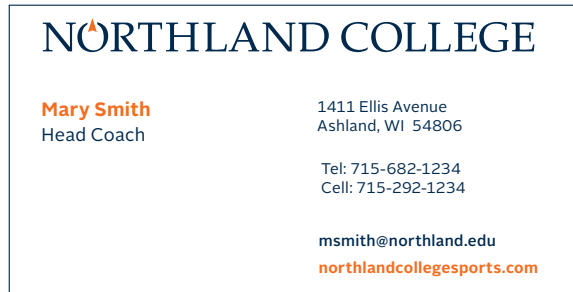 NORTHLAND COLLEGE
Mary Smith
Head Coach
1411 Ellis Avenue
Ashland, WI  54806
Tel: 715-682-1234
Cell: 715-292-1234
msmith@northland.edu
northlandcollegesports.com